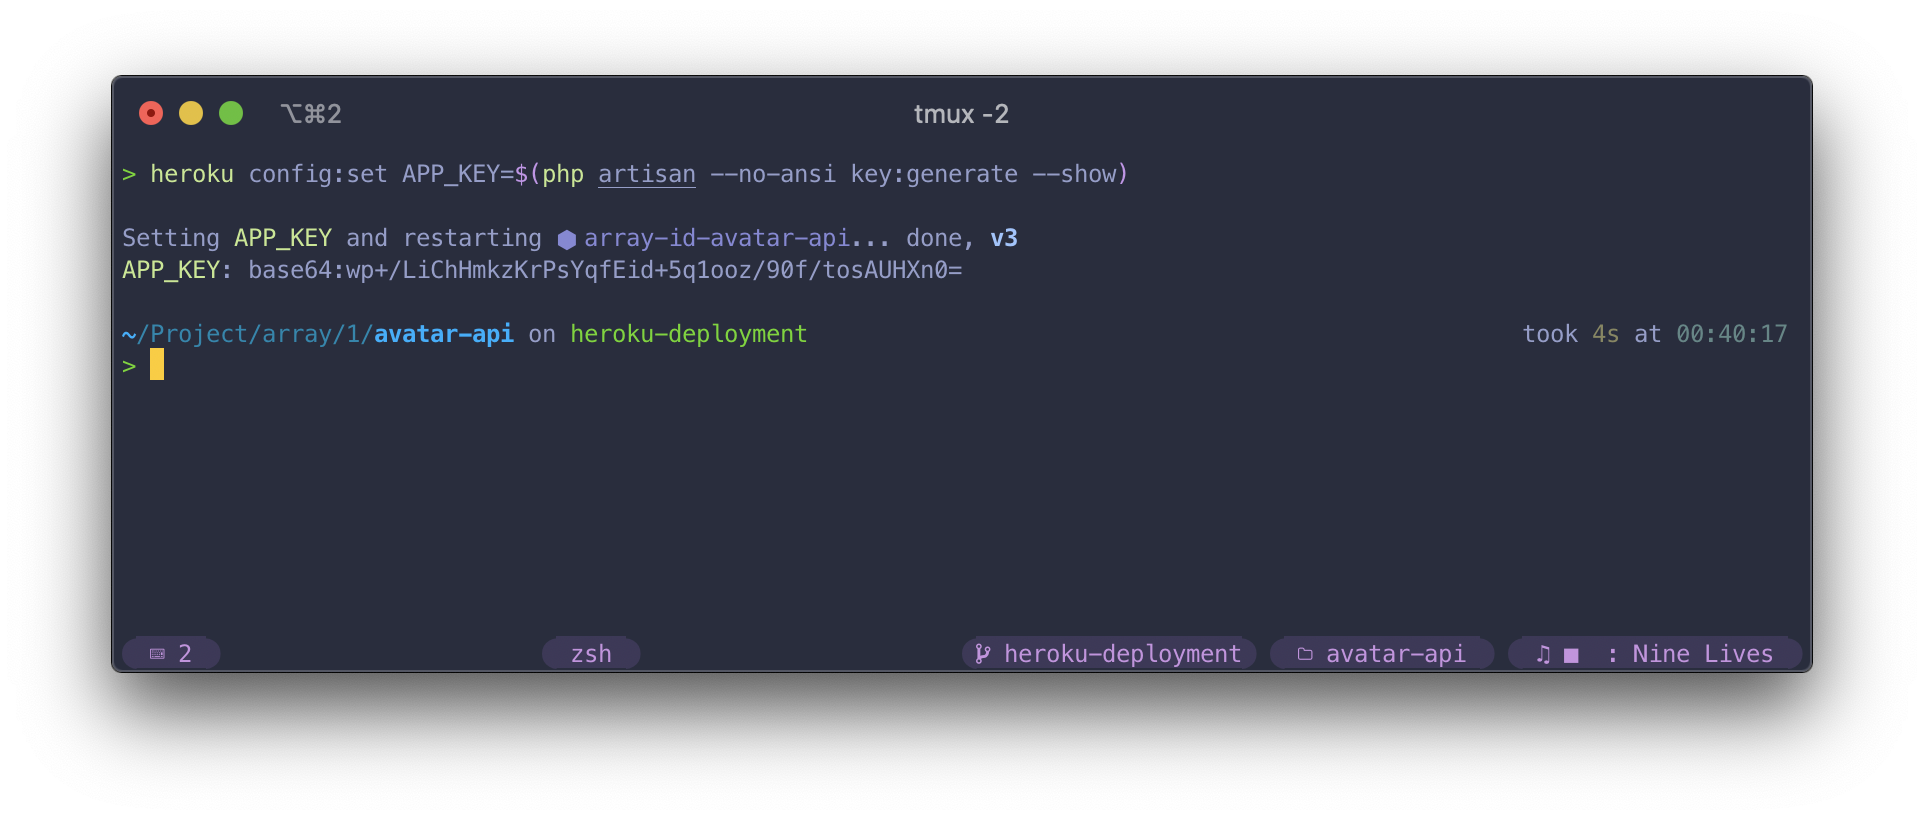 ⌥⌘2 tmux -2
> heroku config:set APP_KEY=$(php artisan --no-ansi key:generate --show)
Setting APP_KEY and restarting ⬢ array-id-avatar-api... done, v3
APP_KEY: base64:wp+/LiChHmkzKrPsYqfEid+5q1ooz/90f/tosAUHXn0=
~/Project/array/1/avatar-api on heroku-deployment took 4s at 00:40:17
>
2 zsh heroku-deployment avatar-api ♫ ■ : Nine Lives